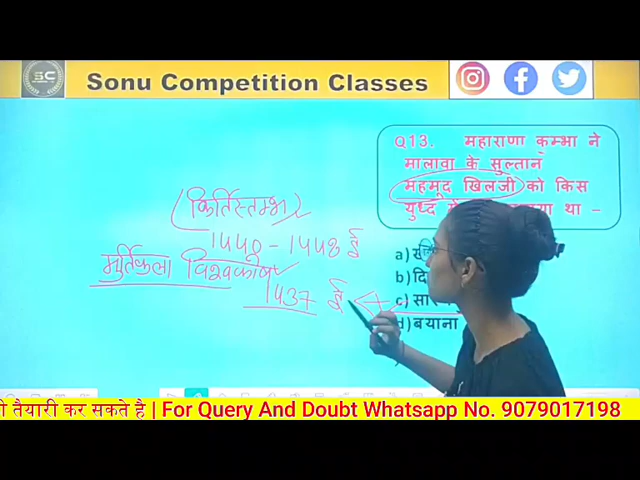 SC
Sonu Competition Classes
Q13. महाराणा कुम्भा ने
मालावा के सुल्तान
महमूद खिलजी को किस
युध्द
था -
a)
b) दि
c) सा
d) बयाना
(किर्तिस्तम्भ)
1440 - 1448 ई
मुर्तिकला विश्वकोष
1437 ई
तैयारी कर सकते है | For Query And Doubt Whatsapp No. 9079017198